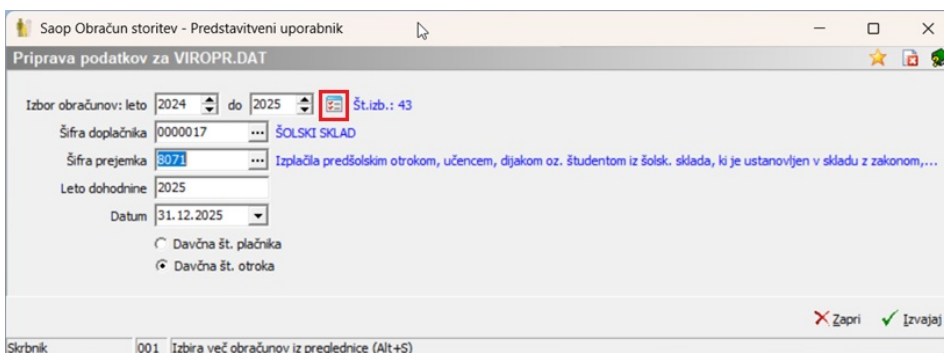 Saop Obračun storitev - Predstavitveni uporabnik
Priprava podatkov za VIROPR.DAT
Izbor obračunov: leto 2024 do 2025 Št.izb.: 43
Šifra doplačnika 0000017 ... ŠOLSKI SKLAD
Šifra prejemka 8071 ... Izplačila predšolskim otrokom, učencem, dijakom oz. študentom iz šolsk. sklada, ki je ustanovljen v skladu z zakonom,...
Leto dohodnine 2025
Datum 31.12.2025
Davčna št. plačnika
Davčna št. otroka
Zapri Izvajaj
Skrbnik 001 Izbira več obračunov iz preglednice (Alt+S)